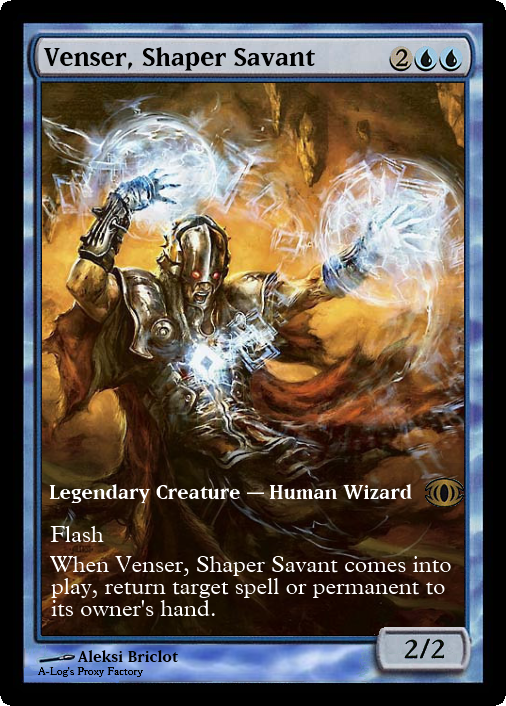 Venser, Shaper Savant 2
Legendary Creature — Human Wizard
Flash
When Venser, Shaper Savant comes into
play, return target spell or permanent to
its owner's hand.
2/2
Aleksi Briclot
A-Log's Proxy Factory